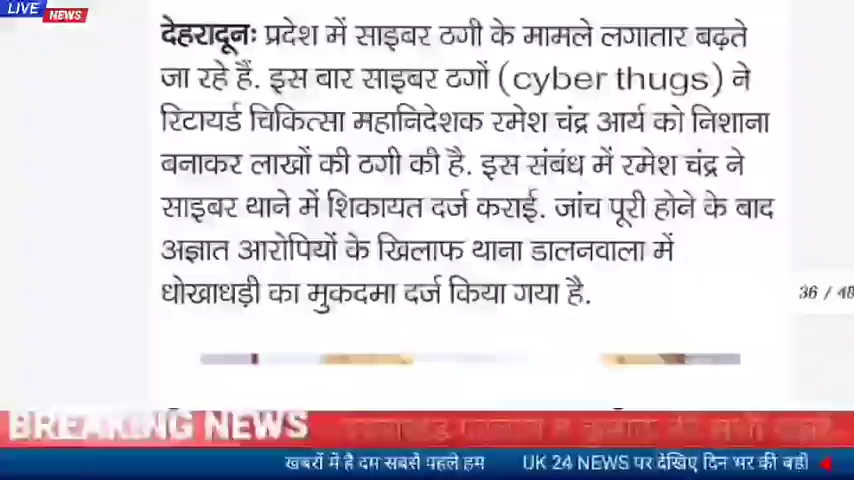 LIVE
NEWS
देहरादूनः प्रदेश में साइबर ठगी के मामले लगातार बढ़ते
जा रहे हैं. इस बार साइबर ठगों (cyber thugs) ने
रिटायर्ड चिकित्सा महानिदेशक रमेश चंद्र आर्य को निशाना
बनाकर लाखों की ठगी की है. इस संबंध में रमेश चंद्र ने
साइबर थाने में शिकायत दर्ज कराई. जांच पूरी होने के बाद
अज्ञात आरोपियों के खिलाफ थाना डालनवाला में
धोखाधड़ी का मुकदमा दर्ज किया गया है.
36 / 48
BREAKING NEWS
खबरों में है दम सबसे पहले हम UK 24 NEWS पर देखिए दिन भर की बड़ी